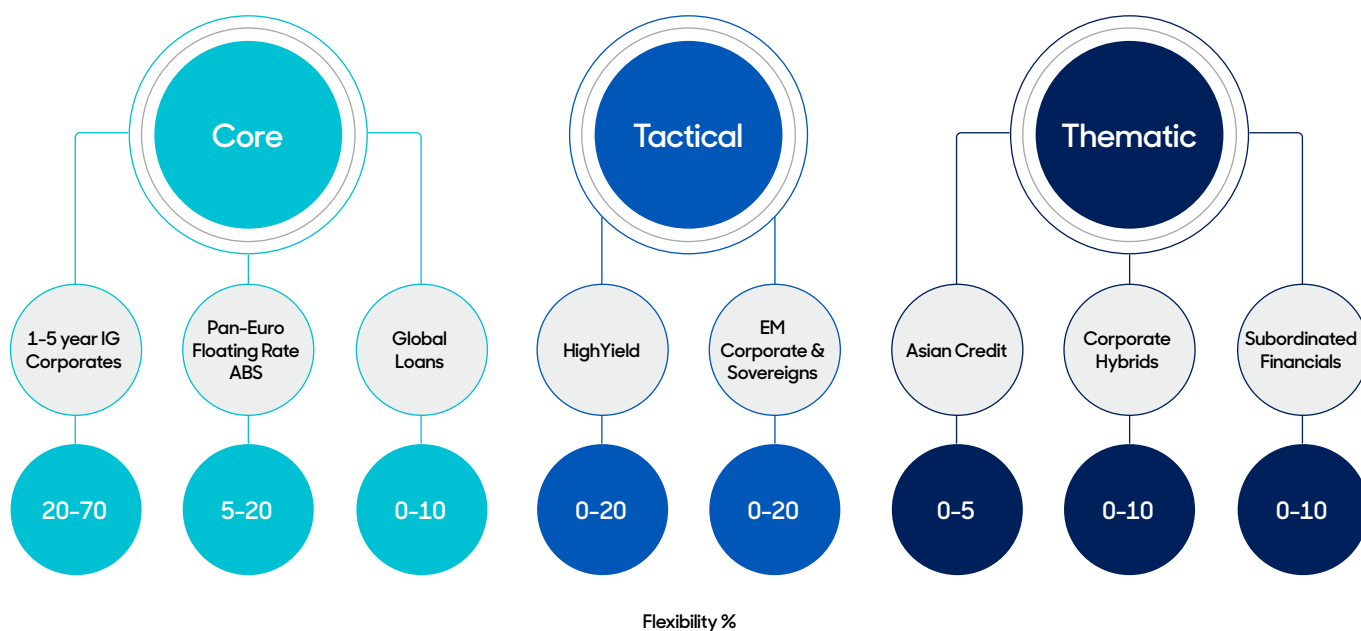 Core
Tactical
Thematic
1-5 year IG
Corporates
Pan-Euro
Floating Rate
ABS
Global
Loans
HighYield
EM
Corporate &
Sovereigns
Asian Credit
Corporate
Hybrids
Subordinated
Financials
20-70
5-20
0-10
0-20
0-20
0-5
0-10
0-10
Flexibility %